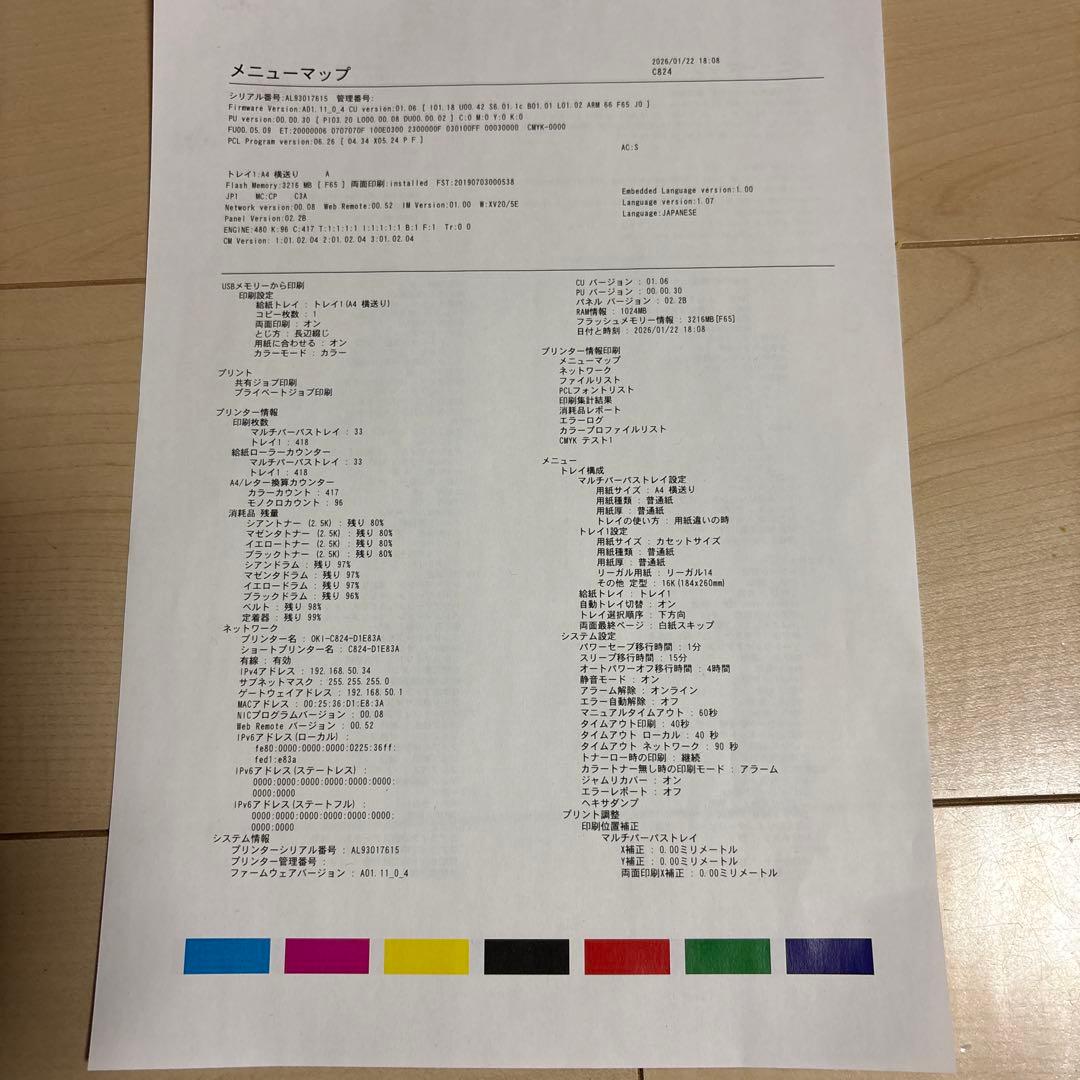 メニューマップ
2026/01/22 18:08
C824
シリアル番号:AL93017615 管理番号:
Firmware Version:A01.11_0_4 CU version:01.06 [ I01.18 U00.42 S6.01.1c B01.01 L01.02 ARM 66 F65 J0 ]
PU version:00.00.30 [ PI03.20 L000.00.08 DU00.00.02 ] C:0 M:0 Y:0 K:0
FU00.05.09 ET:20000006 0707070F 100E0300 2300000F 030100FF 00030000 CMYK-0000
PCL Program version:06.26 [ 04.34 X05.24 P F ]
AC:S
トレイ1:A4 横送り A
Flash Memory:3216 MB [ F65 ] 両面印刷:installed FST:20190703000538
JP1 MC:CP C3A
Network version:00.08 Web Remote:00.52 IM Version:01.00 W:XV20/5E
Panel Version:02.2B
ENGINE:480 K:96 C:417 T:1:1:1:1 I:1:1:1:1 B:1 F:1 Tr:0 0
CM Version: 1:01.02.04 2:01.02.04 3:01.02.04
Embedded Language version:1.00
Language version:1.07
Language:JAPANESE
USBメモリーから印刷
印刷設定
給紙トレイ : トレイ1(A4 横送り)
コピー枚数 : 1
両面印刷 : オン
とじ方 : 長辺綴じ
用紙に合わせる : オン
カラーモード : カラー
プリント
共有ジョブ印刷
プライベートジョブ印刷
プリンター情報
印刷枚数
マルチパーパストレイ : 33
トレイ1 : 418
給紙ローラーカウンター
マルチパーパストレイ : 33
トレイ1 : 418
A4/レター換算カウンター
カラーカウント : 417
モノクロカウント : 96
消耗品 残量
シアントナー (2.5K) : 残り 80%
マゼンタトナー (2.5K) : 残り 80%
イエロートナー (2.5K) : 残り 80%
ブラックトナー (2.5K) : 残り 80%
シアンドラム : 残り 97%
マゼンタドラム : 残り 97%
イエロードラム : 残り 97%
ブラックドラム : 残り 96%
ベルト : 残り 98%
定着器 : 残り 99%
ネットワーク
プリンター名 : OKI-C824-D1E83A
ショートプリンター名 : C824-D1E83A
有線 : 有効
IPv4アドレス : 192.168.50.34
サブネットマスク : 255.255.255.0
ゲートウェイアドレス : 192.168.50.1
MACアドレス : 00:25:36:D1:E8:3A
NICプログラムバージョン : 00.08
Web Remote バージョン : 00.52
IPv6アドレス(ローカル) :
fe80:0000:0000:0000:0225:36ff:
fed1:e83a
IPv6アドレス(ステートレス) :
0000:0000:0000:0000:0000:0000:
0000:0000
IPv6アドレス(ステートフル) :
0000:0000:0000:0000:0000:0000:
0000:0000
システム情報
プリンターシリアル番号 : AL93017615
プリンター管理番号 :
ファームウェアバージョン : A01.11_0_4
CU バージョン : 01.06
PU バージョン : 00.00.30
パネル バージョン : 02.2B
RAM情報 : 1024MB
フラッシュメモリー情報 : 3216MB[F65]
日付と時刻 : 2026/01/22 18:08
プリンター情報印刷
メニューマップ
ネットワーク
ファイルリスト
PCLフォントリスト
印刷集計結果
消耗品レポート
エラーログ
カラープロファイルリスト
CMYK テスト1
メニュー
トレイ構成
マルチパーパストレイ設定
用紙サイズ : A4 横送り
用紙種類 : 普通紙
用紙厚 : 普通紙
トレイの使い方 : 用紙違いの時
トレイ1設定
用紙サイズ : カセットサイズ
用紙種類 : 普通紙
用紙厚 : 普通紙
リーガル用紙 : リーガル14
その他 定型 : 16K(184x260mm)
給紙トレイ : トレイ1
自動トレイ切替 : オン
トレイ選択順序 : 下方向
両面最終ページ : 白紙スキップ
システム設定
パワーセーブ移行時間 : 1分
スリープ移行時間 : 15分
オートパワーオフ移行時間 : 4時間
静音モード : オン
アラーム解除 : オンライン
エラー自動解除 : オフ
マニュアルタイムアウト : 60秒
タイムアウト印刷 : 40秒
タイムアウト ローカル : 40 秒
タイムアウト ネットワーク : 90 秒
トナーロー時の印刷 : 継続
カラートナー無し時の印刷モード : アラーム
ジャムリカバー : オン
エラーレポート : オフ
ヘキサダンプ
プリント調整
印刷位置補正
マルチパーパストレイ
X補正 : 0.00ミリメートル
Y補正 : 0.00ミリメートル
両面印刷X補正 : 0.00ミリメートル